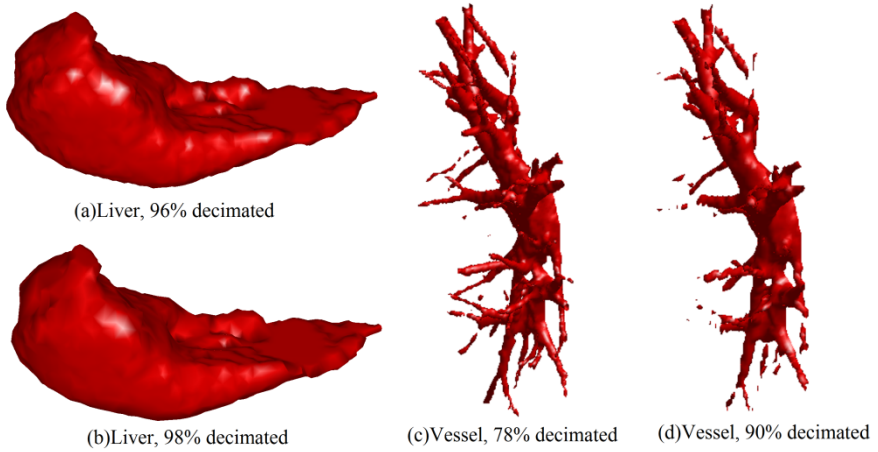 (a)Liver, 96% decimated
(b)Liver, 98% decimated
(c)Vessel, 78% decimated
(d)Vessel, 90% decimated